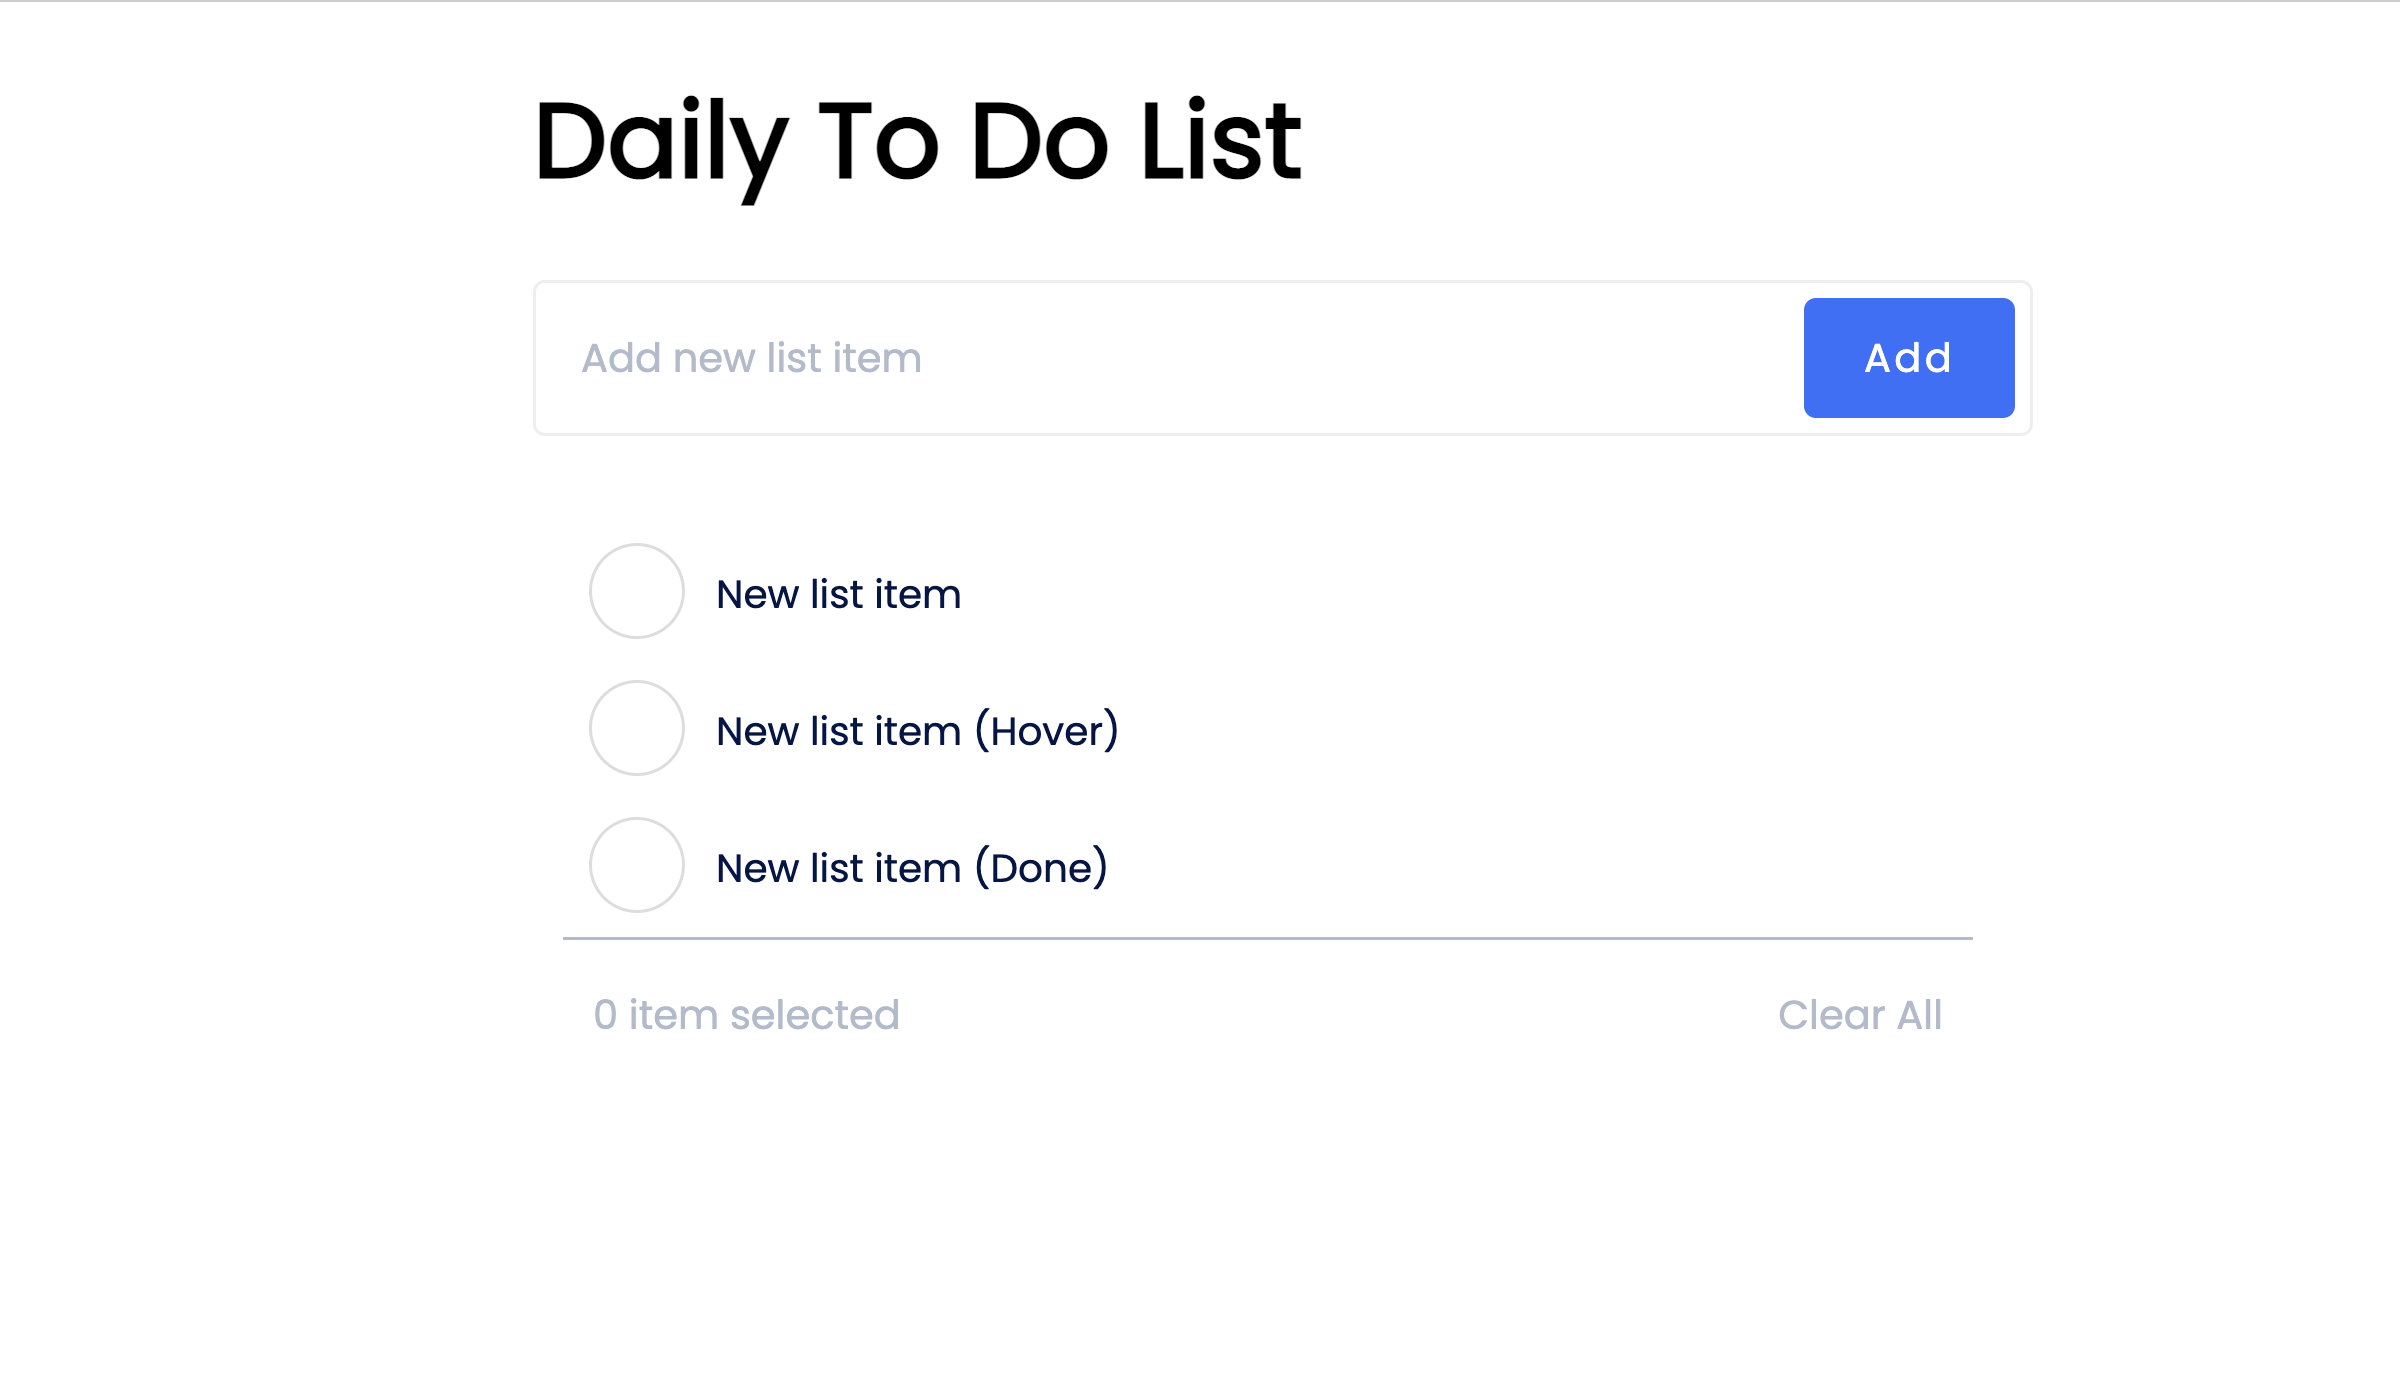 Daily To Do List
Add new list item
Add
New list item
New list item (Hover)
New list item (Done)
0 item selected
Clear All